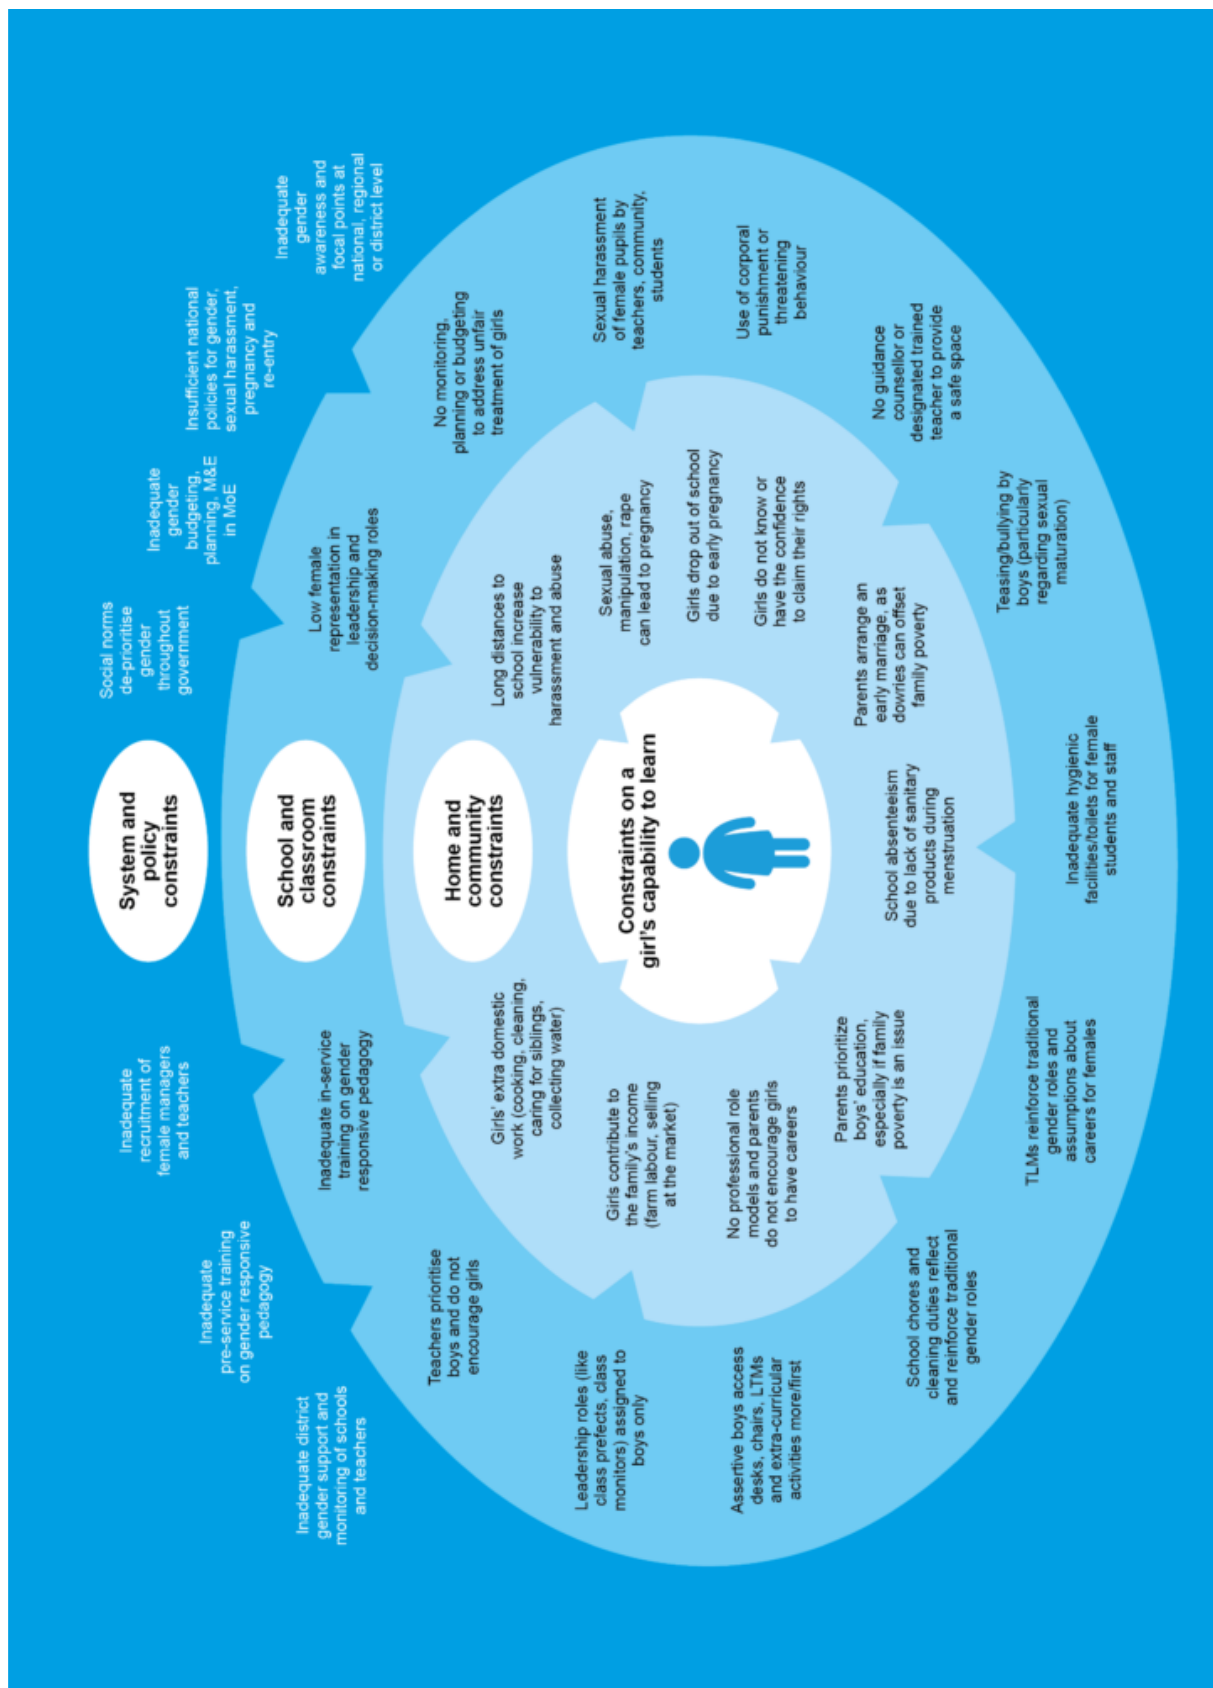 System and
policy
constraints
Inadequate district
gender support and
monitoring of schools
and teachers
Inadequate
pre-service training
on gender responsive
pedagogy
Inadequate
recruitment of
female managers
and teachers
Social norms
de-prioritise
gender
throughout
government
Inadequate
gender
budgeting,
planning, M&E
in MoE
Insufficient national
policies for gender,
sexual harassment,
pregnancy and
re-entry
Inadequate
gender
awareness and
focal points at
national, regional
or district level
School and
classroom
constraints
Inadequate in-service
training on gender
responsive pedagogy
Low female
representation in
leadership and
decision-making roles
Teachers prioritise
boys and do not
encourage girls
No monitoring,
planning or budgeting
to address unfair
treatment of girls
Leadership roles (like
class prefects, class
monitors) assigned to
boys only
Sexual harassment
of female pupils by
teachers, community,
students
Assertive boys access
desks, chairs, LTMs
and extra-curricular
activities more/first
Use of corporal
punishment or
threatening
behaviour
School chores and
cleaning duties reflect
and reinforce traditional
gender roles
No guidance
counsellor or
designated trained
teacher to provide
a safe space
TLMs reinforce traditional
gender roles and
assumptions about
careers for females
Inadequate hygienic
facilities/toilets for female
students and staff
Teasing/bullying by
boys (particularly
regarding sexual
maturation)
Home and
community
constraints
Girls' extra domestic
work (cooking, cleaning,
caring for siblings,
collecting water)
Long distances to
school increase
vulnerability to
harassment and abuse
Girls contribute to
the family's income
(farm labour, selling
at the market)
Sexual abuse,
manipulation, rape
can lead to pregnancy
Girls drop out of school
due to early pregnancy
No professional role
models and parents
do not encourage girls
to have careers
Girls do not know or
have the confidence
to claim their rights
Parents prioritize
boys' education,
especially if family
poverty is an issue
School absenteeism
due to lack of sanitary
products during
menstruation
Parents arrange an
early marriage, as
dowries can offset
family poverty
Constraints on a
girl's capability to learn